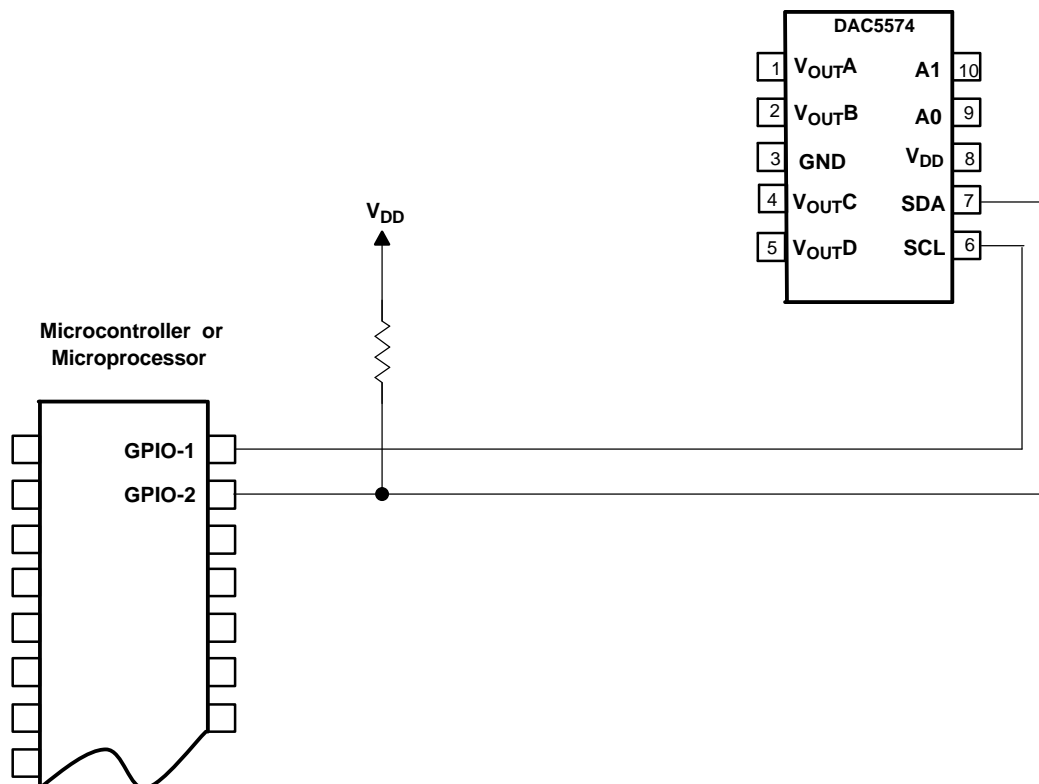 DAC5574
1 VOUTA A1 10
2 VOUTB A0 9
3 GND VDD 8
4 VOUTC SDA 7
5 VOUTD SCL 6
VDD
Microcontroller or
Microprocessor
GPIO-1
GPIO-2